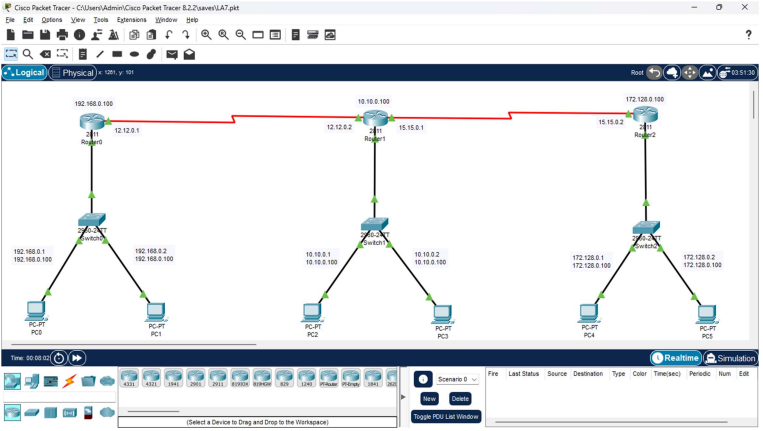 Cisco Packet Tracer - C:\Users\Admin\Cisco Packet Tracer 8.2.2\saves\LA7.pkt
File Edit Options View Tools Extensions Window Help
Logical Physical x: 1261, y: 101 Root 03:51:30
192.168.0.100 10.10.0.100 172.128.0.100
12.12.0.1 12.12.0.2 15.15.0.1 15.15.0.2
2811 2811 2811
Router0 Router1 Router2
2960-24TT 2960-24TT 2960-24TT
Switch0 Switch1 Switch2
192.168.0.1 192.168.0.2 10.10.0.1 10.10.0.2 172.128.0.1 172.128.0.2
192.168.0.100 192.168.0.100 10.10.0.100 10.10.0.100 172.128.0.100 172.128.0.100
PC-PT PC-PT PC-PT PC-PT PC-PT PC-PT
PC0 PC1 PC2 PC3 PC4 PC5
Time: 00:08:02 Realtime Simulation
4331 4321 1941 2901 2911 819IOX 819HGW 829 1240 PT-Router PT-Empty 1841
Scenario 0
New Delete
Toggle PDU List Window
Fire Last Status Source Destination Type Color Time(sec) Periodic Num Edit
(Select a Device to Drag and Drop to the Workspace)